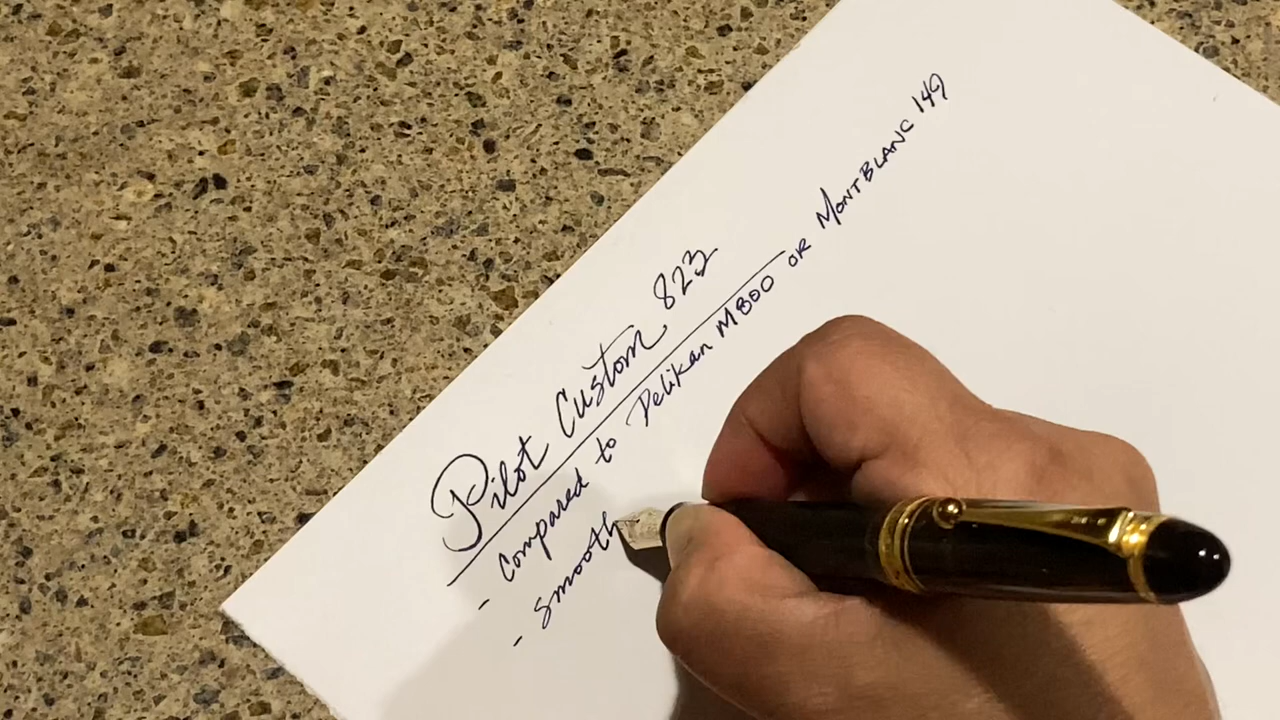 Pilot Custom 823
- Compared to Pelikan M800 OR MONTBLANC 149
- Smooth